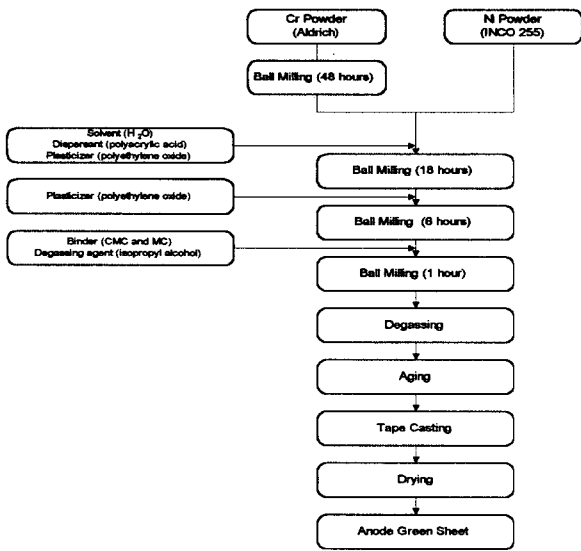 Cr Powder
(Aldrich)
Ni Powder
(INCO 255)
Ball Milling (48 hours)
Solvent (H2O)
Dispersant (polyacrylic acid)
Plasticizer (polyethylene oxide)
Ball Milling (18 hours)
Plasticizer (polyethylene oxide)
Ball Milling (6 hours)
Binder (CMC and MC)
Degassing agent (isopropyl alcohol)
Ball Milling (1 hour)
Degassing
Aging
Tape Casting
Drying
Anode Green Sheet